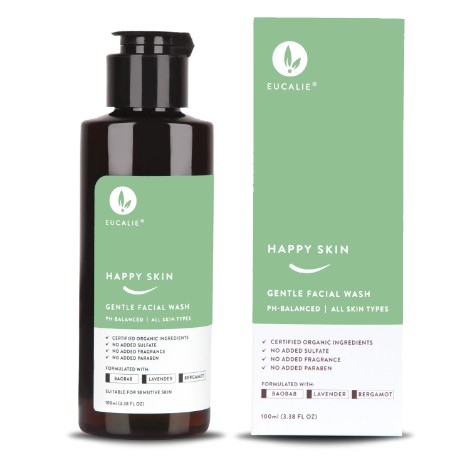 EUCALIE®
HAPPY SKIN
GENTLE FACIAL WASH
PH-BALANCED | ALL SKIN TYPES
✓ CERTIFIED ORGANIC INGREDIENTS
✓ NO ADDED SULFATE
✓ NO ADDED FRAGRANCE
✓ NO ADDED PARABEN
FORMULATED WITH:
BAOBAB LAVENDER BERGAMOT
SUITABLE FOR SENSITIVE SKIN
100ml (3.38 FL OZ)
EUCALIE®
HAPPY SKIN
GENTLE FACIAL WASH
PH-BALANCED | ALL SKIN TYPES
✓ CERTIFIED ORGANIC INGREDIENTS
✓ NO ADDED SULFATE
✓ NO ADDED FRAGRANCE
✓ NO ADDED PARABEN
FORMULATED WITH:
BAOBAB LAVENDER BERGAMOT
100ml (3.38 FL OZ)